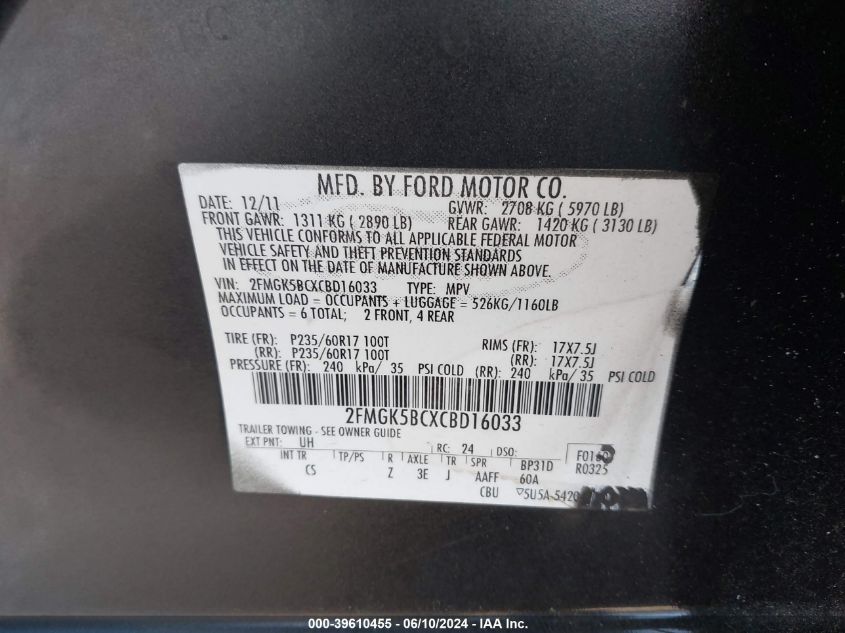 MFD. BY FORD MOTOR CO.
DATE: 12/11 GVWR: 2708 KG ( 5970 LB)
FRONT GAWR: 1311 KG ( 2890 LB) REAR GAWR: 1420 KG ( 3130 LB)
THIS VEHICLE CONFORMS TO ALL APPLICABLE FEDERAL MOTOR
VEHICLE SAFETY AND THEFT PREVENTION STANDARDS
IN EFFECT ON THE DATE OF MANUFACTURE SHOWN ABOVE.
VIN: 2FMGK5BCXCBD16033 TYPE: MPV
MAXIMUM LOAD = OCCUPANTS + LUGGAGE = 526KG/1160LB
OCCUPANTS = 6 TOTAL; 2 FRONT, 4 REAR
TIRE (FR): P235/60R17 100T RIMS (FR): 17X7.5J
(RR): P235/60R17 100T (RR): 17X7.5J
PRESSURE (FR): 240 kPa/ 35 PSI COLD (RR): 240 kPa/ 35 PSI COLD
2FMGK5BCXCBD16033
TRAILER TOWING - SEE OWNER GUIDE
EXT PNT: UH RC: 24 DSO:
INT TR TP/PS R AXLE TR SPR BP31D R0325
CS Z 3E J AAFF 60A
CBU ▽5U5A-5420
000-39610455 - 06/10/2024 - IAA Inc.